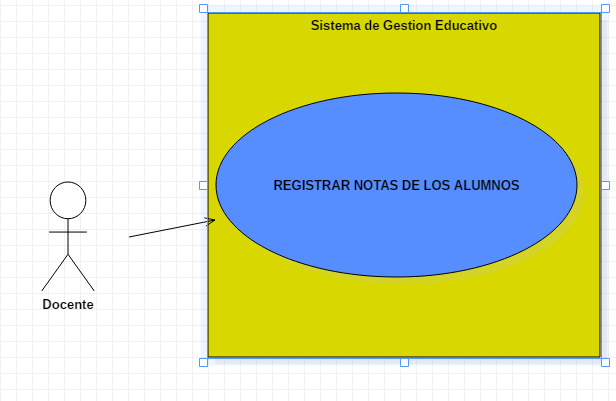 Sistema de Gestion Educativo
REGISTRAR NOTAS DE LOS ALUMNOS
Docente